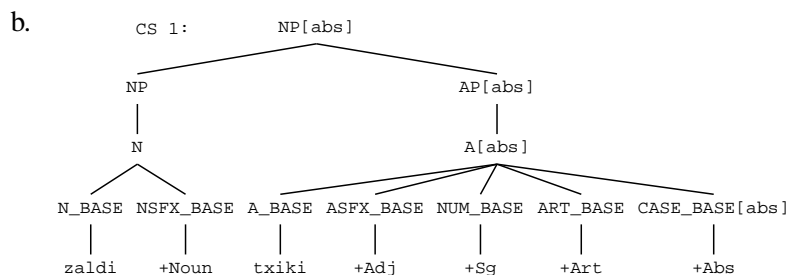 b. CS 1: NP[abs]
NP AP[abs]
N A[abs]
N_BASE NSFX_BASE A_BASE ASFX_BASE NUM_BASE ART_BASE CASE_BASE[abs]
zaldi +Noun txiki +Adj +Sg +Art +Abs